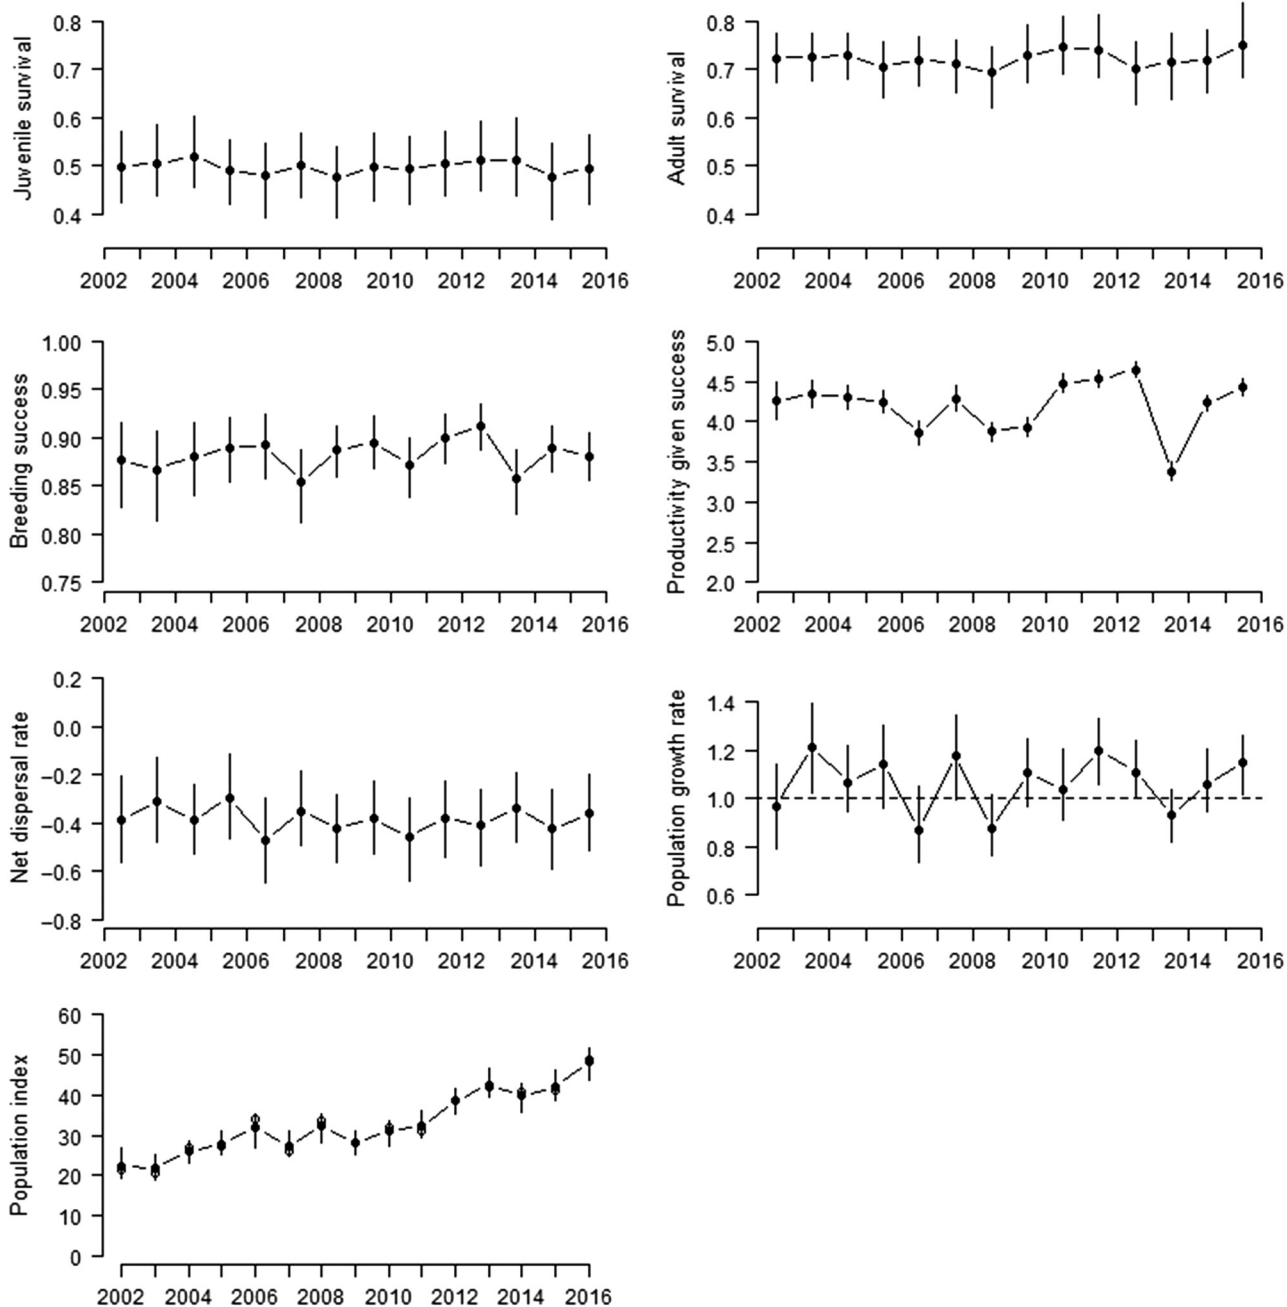 Juvenile survival
0.8
0.7
0.6
0.5
0.4
2002 2004 2006 2008 2010 2012 2014 2016
Adult survival
0.8
0.7
0.6
0.5
0.4
2002 2004 2006 2008 2010 2012 2014 2016
Breeding success
1.00
0.95
0.90
0.85
0.80
0.75
2002 2004 2006 2008 2010 2012 2014 2016
Productivity given success
5.0
4.5
4.0
3.5
3.0
2.5
2.0
2002 2004 2006 2008 2010 2012 2014 2016
Net dispersal rate
0.2
0.0
−0.2
−0.4
−0.6
−0.8
2002 2004 2006 2008 2010 2012 2014 2016
Population growth rate
1.4
1.2
1.0
0.8
0.6
2002 2004 2006 2008 2010 2012 2014 2016
Population index
60
50
40
30
20
10
0
2002 2004 2006 2008 2010 2012 2014 2016